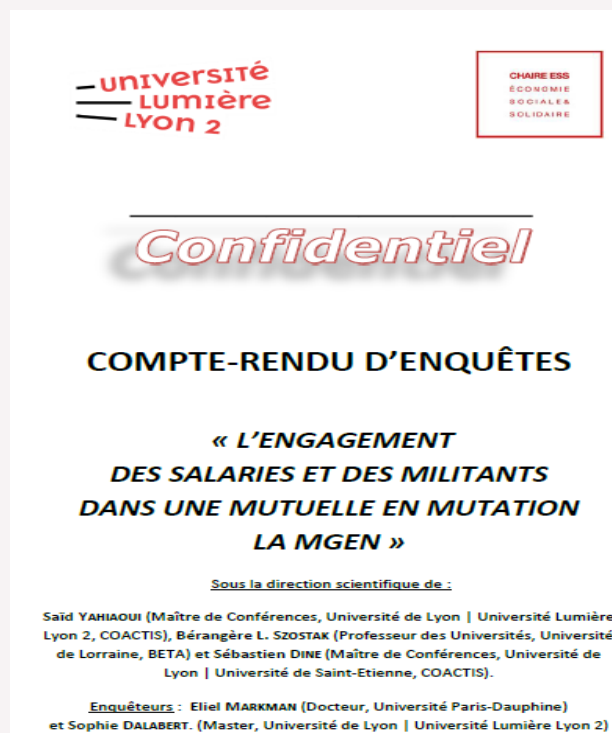 université
LUMIÈRE
LYON 2
CHAIRE ESS
ÉCONOMIE
SOCIALE&
SOLIDAIRE
Confidentiel
COMPTE-RENDU D'ENQUÊTES
« L'ENGAGEMENT
DES SALARIES ET DES MILITANTS
DANS UNE MUTUELLE EN MUTATION
LA MGEN »
Sous la direction scientifique de :
Saïd YAHIAOUI (Maître de Conférences, Université de Lyon | Université Lumière
Lyon 2, COACTIS), Bérangère L. SZOSTAK (Professeur des Universités, Université
de Lorraine, BETA) et Sébastien DINE (Maître de Conférences, Université de
Lyon | Université de Saint-Etienne, COACTIS).
Enquêteurs : Eliel MARKMAN (Docteur, Université Paris-Dauphine)
et Sophie DALABERT. (Master, Université de Lyon | Université Lumière Lyon 2)